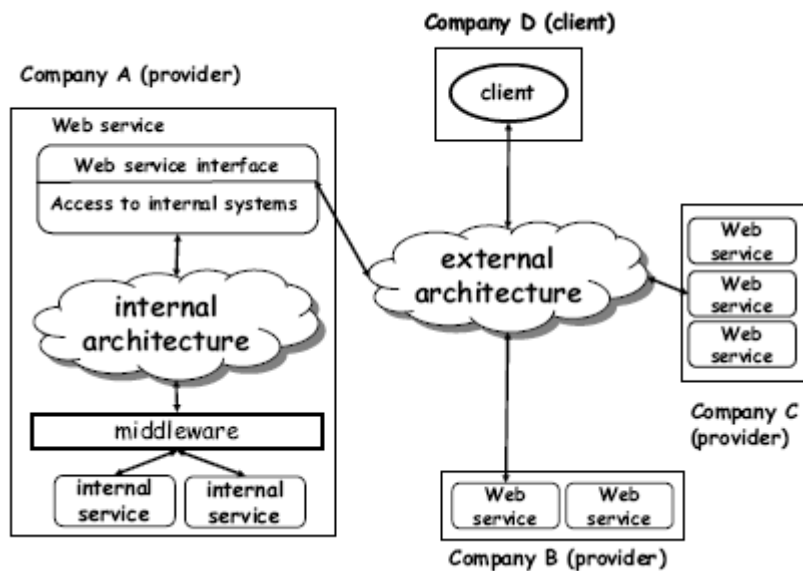 Company D (client)
client
Company A (provider)
Web service
Web service interface
Access to internal systems
internal
architecture
middleware
internal
service
internal
service
external
architecture
Web
service
Web
service
Web
service
Company C
(provider)
Web
service
Web
service
Company B (provider)